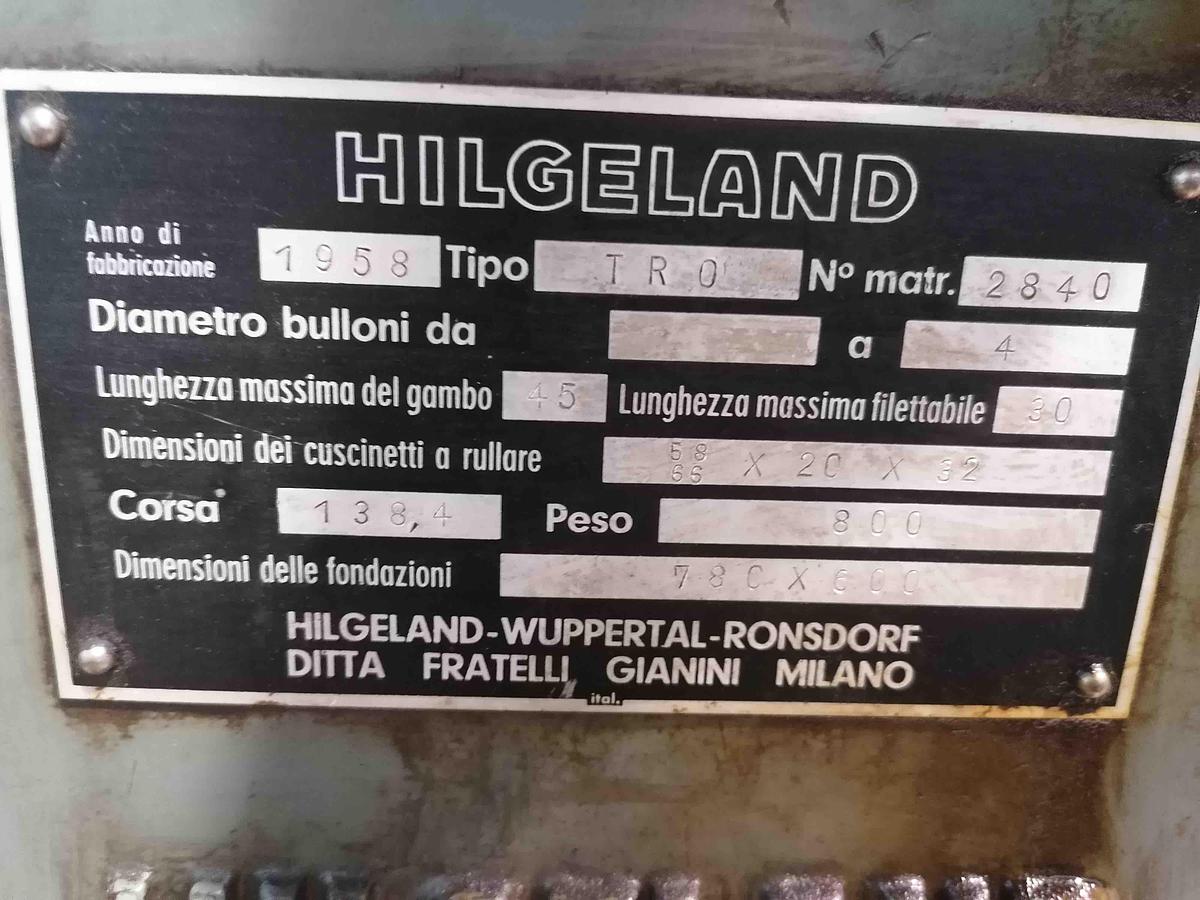 HILGELAND
Anno di fabbricazione 1958 Tipo TR 0 Nº matr. 2840
Diametro bulloni da a 4
Lunghezza massima del gambo 45 Lunghezza massima filettabile 30
Dimensioni dei cuscinetti a rullare 58 66 X 20 X 32
Corsa 138,4 Peso 800
Dimensioni delle fondazioni 780 X 600
HILGELAND-WUPPERTAL-RONSDORF
DITTA FRATELLI GIANINI MILANO
ital.